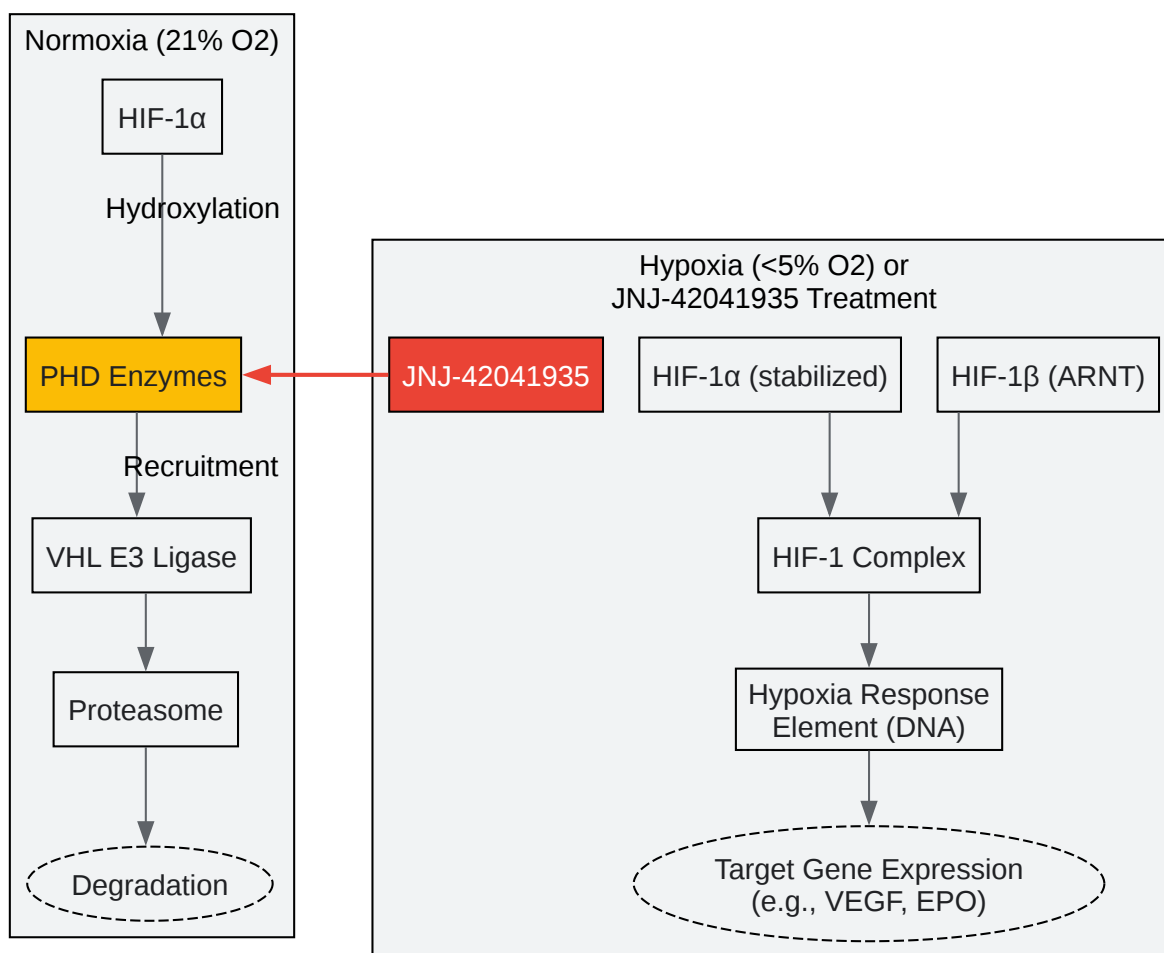 Normoxia (21% O2)
HIF-1α
Hydroxylation
PHD Enzymes
Recruitment
VHL E3 Ligase
Proteasome
Degradation
Hypoxia (<5% O2) or
JNJ-42041935 Treatment
JNJ-42041935
HIF-1α (stabilized)
HIF-1β (ARNT)
HIF-1 Complex
Hypoxia Response
Element (DNA)
Target Gene Expression
(e.g., VEGF, EPO)